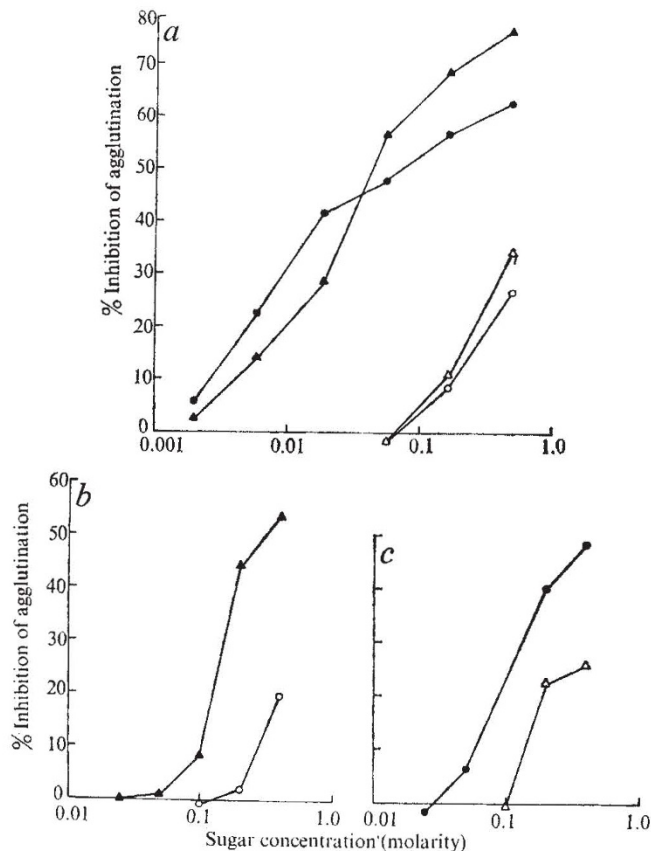 80
a
70
60
50
40
30
20
10
0
% Inhibition of agglutination
0.001 0.01 0.1 1.0
60
b
50
40
30
20
10
0
% Inhibition of agglutination
0.01 0.1 1.0
c
0.01 0.1 1.0
Sugar concentration (molarity)